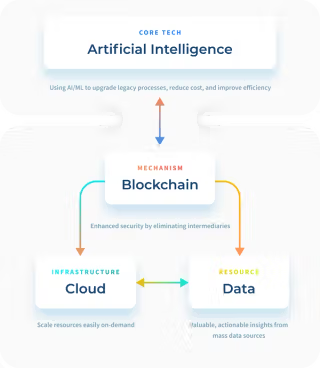 CORE TECH
Artificial Intelligence
Using AI/ML to upgrade legacy processes, reduce cost, and improve efficiency
MECHANISM
Blockchain
Enhanced security by eliminating intermediaries
INFRASTRUCTURE
Cloud
Scale resources easily on-demand
RESOURCE
Data
Valuable, actionable insights from
mass data sources